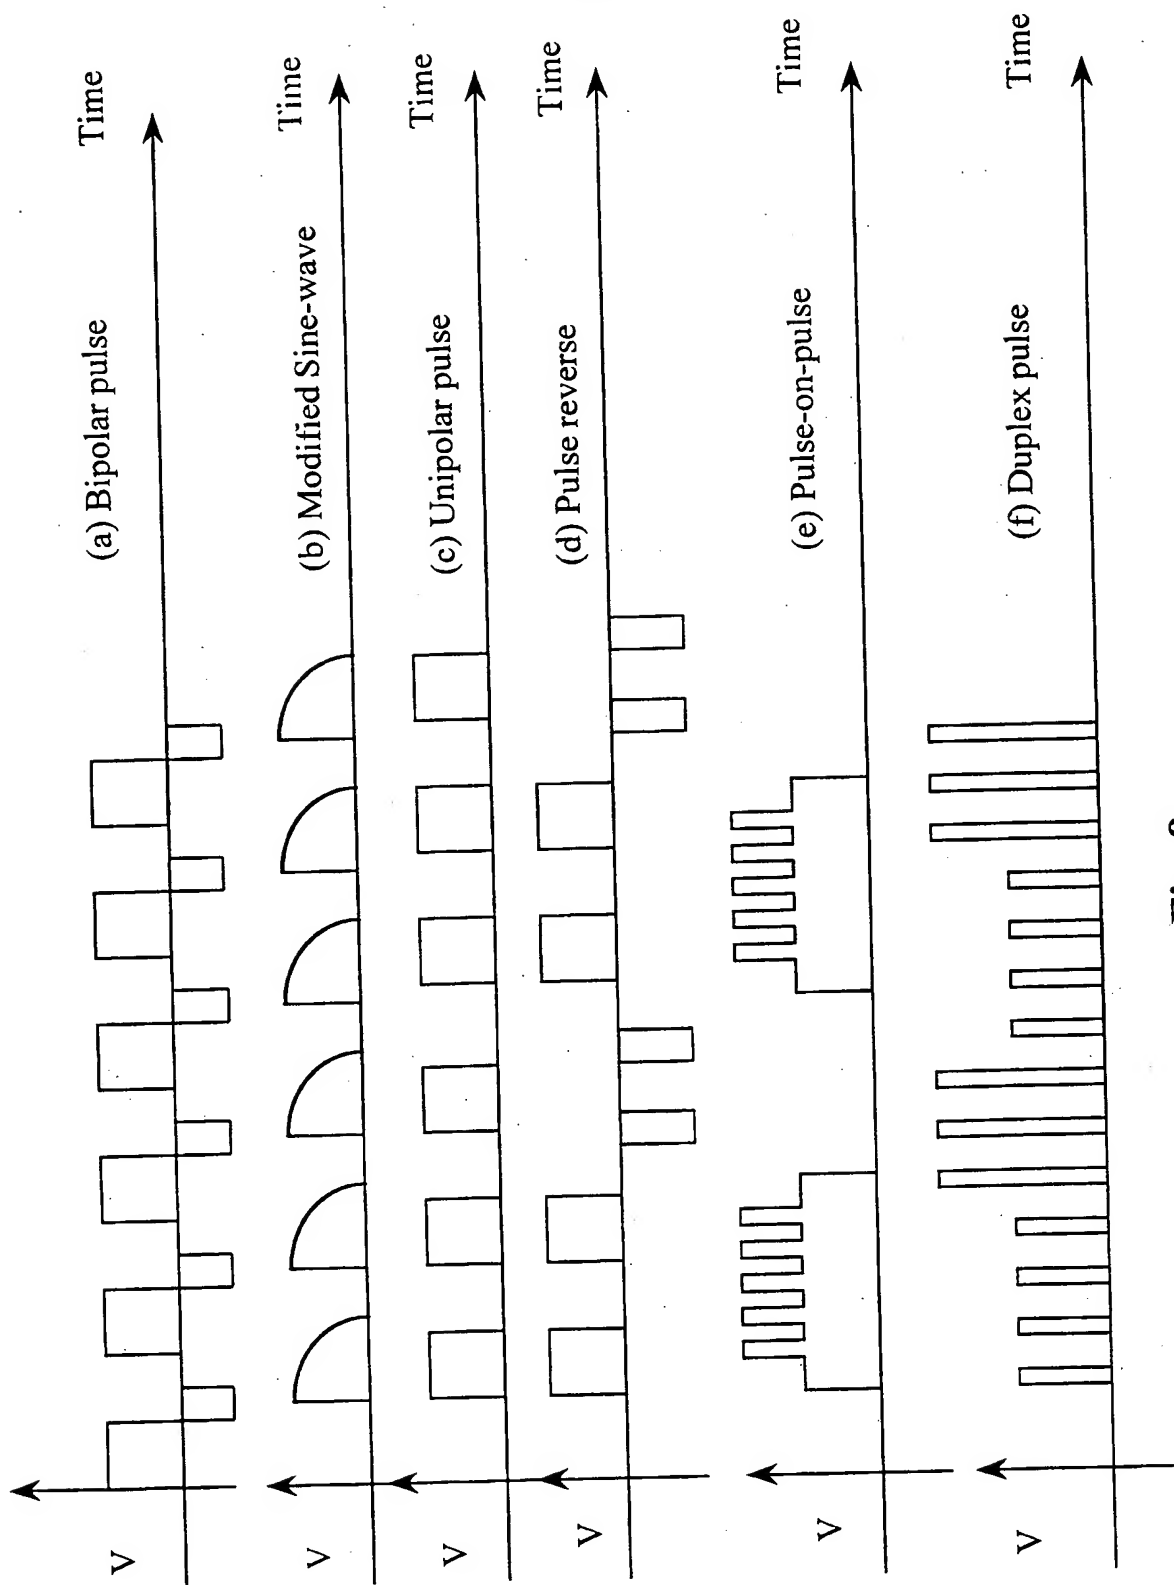 V
(a) Bipolar pulse
Time
V
(b) Modified Sine-wave
Time
V
(c) Unipolar pulse
Time
V
(d) Pulse reverse
Time
V
(e) Pulse-on-pulse
Time
V
(f) Duplex pulse
Time